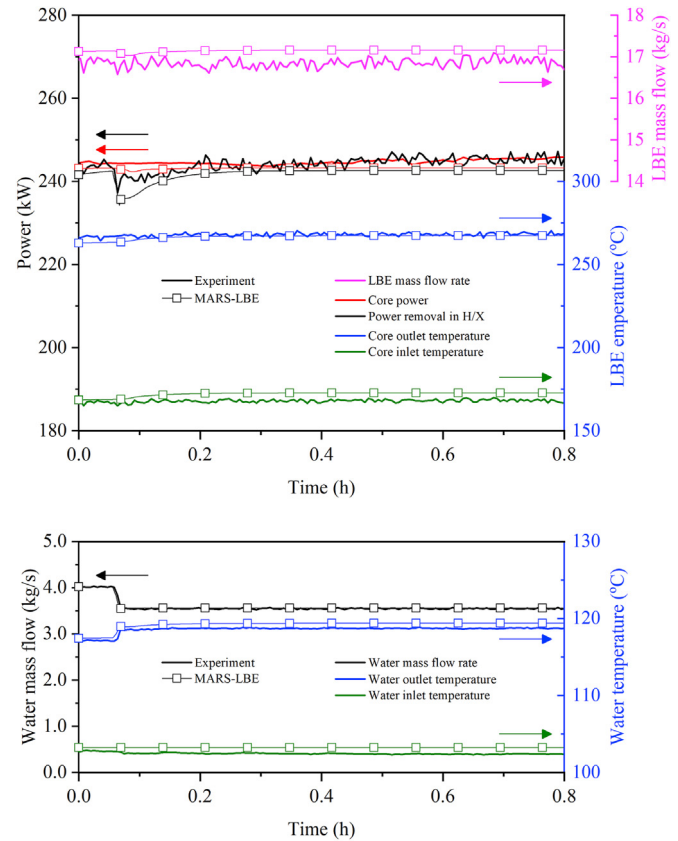 280
270
260
250
240
230
220
210
200
190
180
Power (kW)
18
17
16
15
14
LBE mass flow (kg/s)
300
250
200
150
LBE emperature (°C)
Experiment
MARS-LBE
LBE mass flow rate
Core power
Power removal in H/X
Core outlet temperature
Core inlet temperature
0.0 0.2 0.4 0.6 0.8
Time (h)
5.0
4.0
3.0
2.0
1.0
0.0
Water mass flow (kg/s)
130
120
110
100
Water temperature (°C)
Experiment
MARS-LBE
Water mass flow rate
Water outlet temperature
Water inlet temperature
0.0 0.2 0.4 0.6 0.8
Time (h)